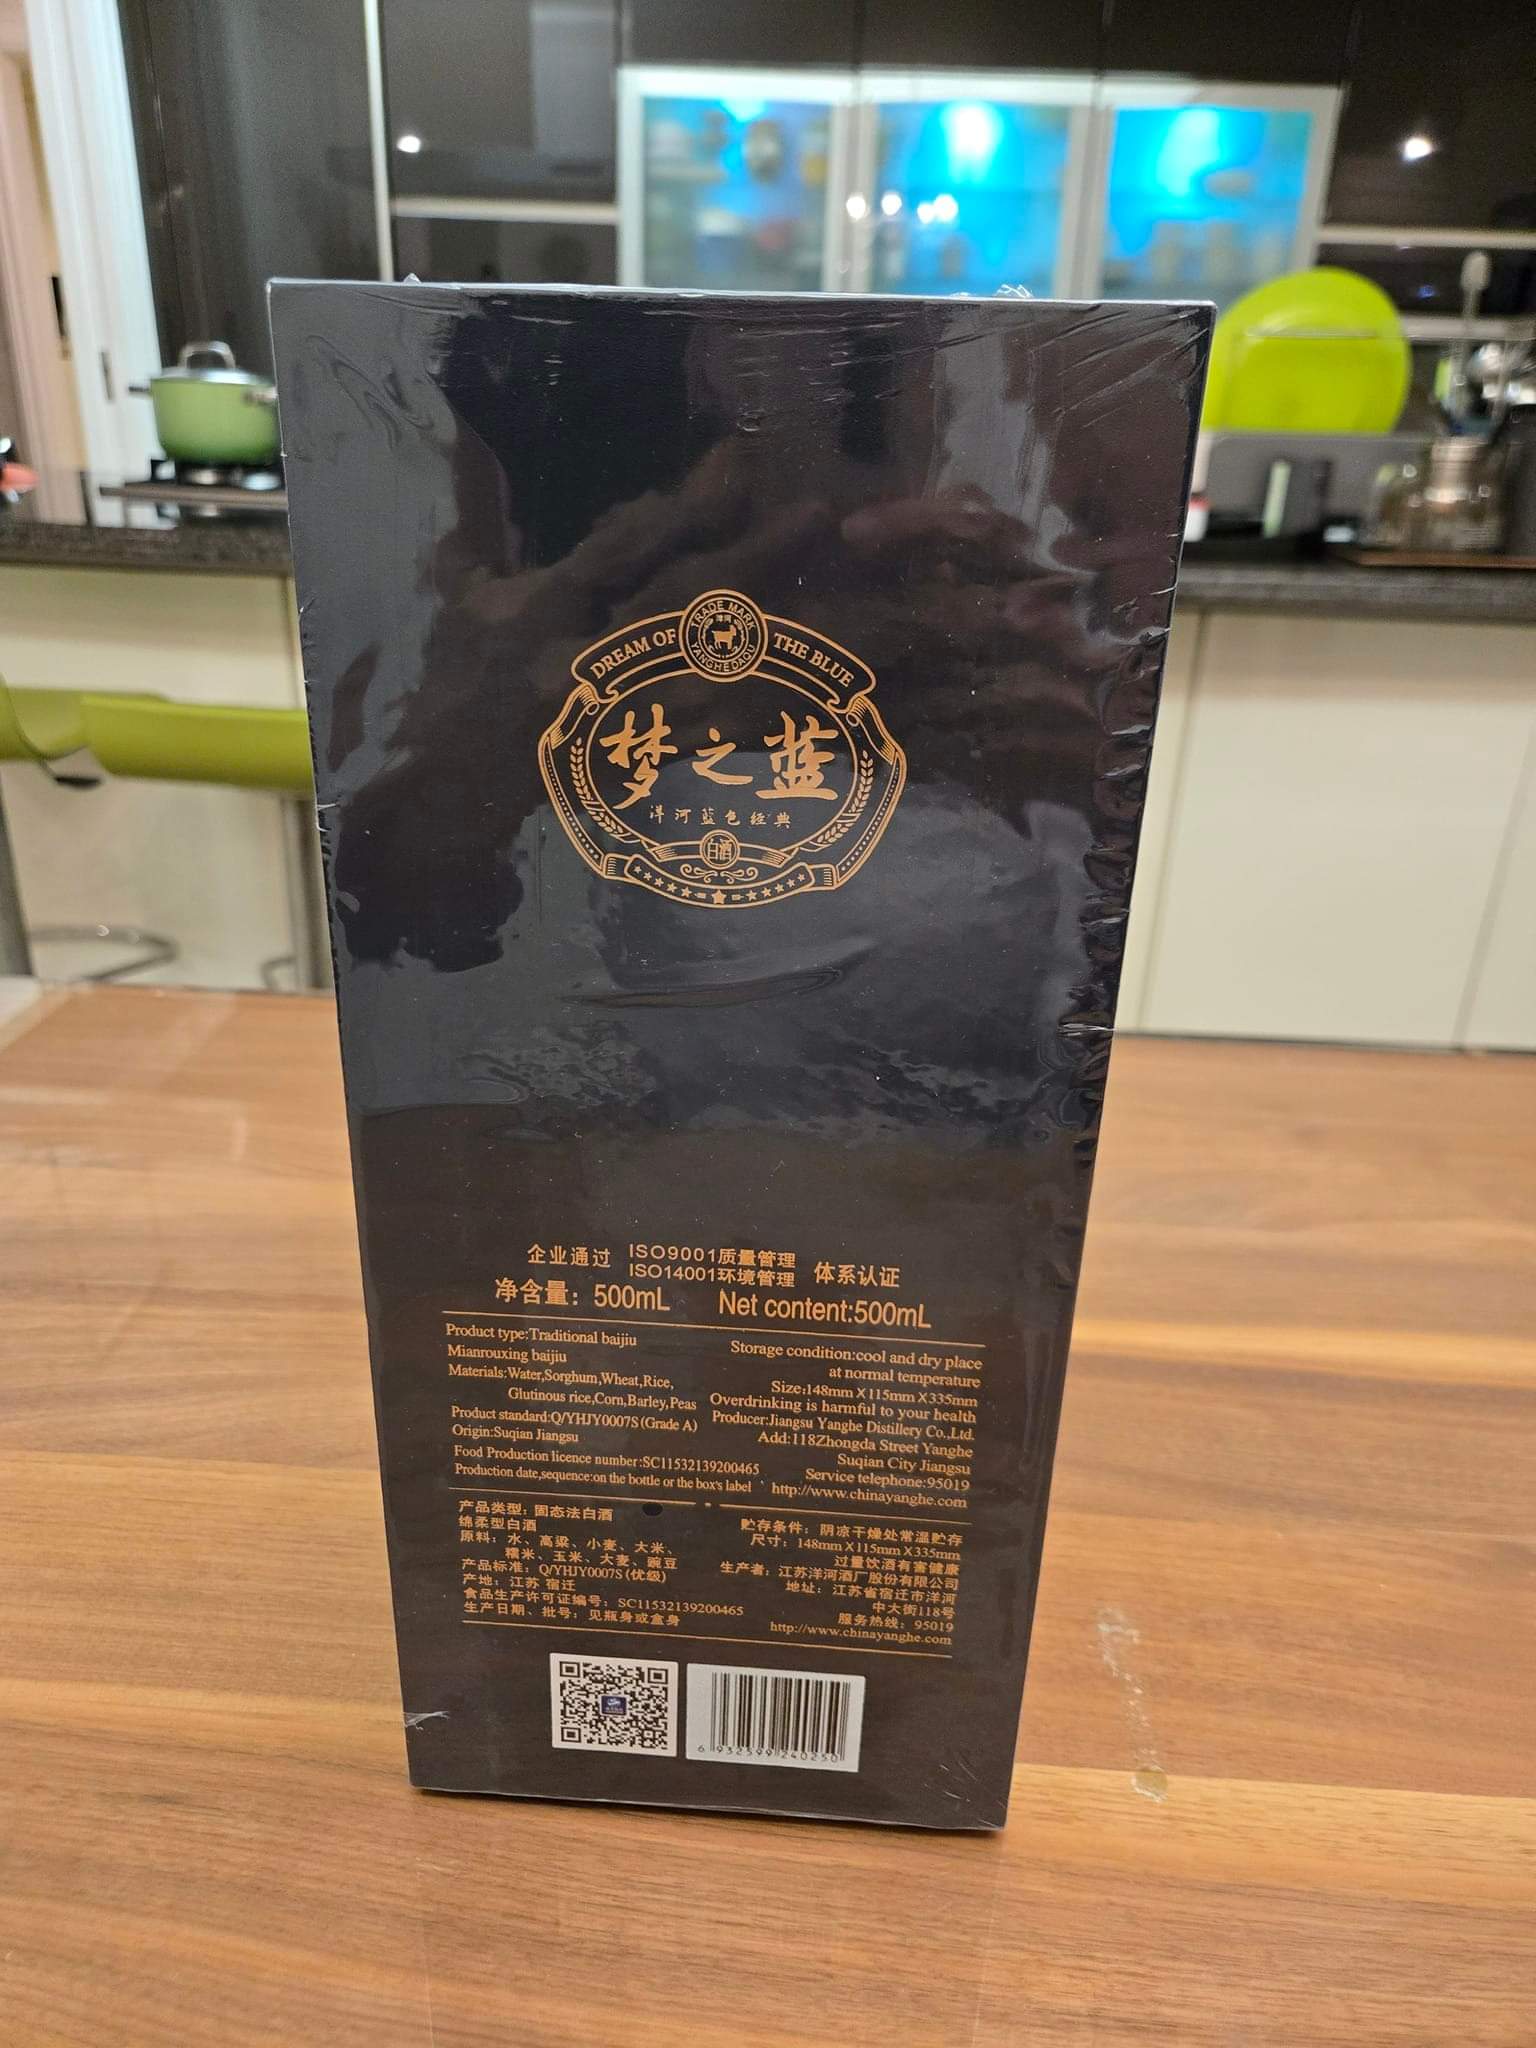 TRADE MARK
洋河
YANGHE DAQU
DREAM OF THE BLUE
梦之蓝
洋河蓝色经典
白酒
企业通过 ISO9001质量管理 体系认证
ISO14001环境管理
净含量：500mL Net content:500mL
Product type:Traditional baijiu
Mianrouxing baijiu
Materials:Water,Sorghum,Wheat,Rice,
Glutinous rice,Corn,Barley,Peas
Product standard:Q/YHJY0007S(Grade A)
Origin:Suqian Jiangsu
Food Production licence number:SC11532139200465
Production date,sequence:on the bottle or the box's label
Storage condition:cool and dry place
at normal temperature
Size:148mm X 115mm X 335mm
Overdrinking is harmful to your health
Producer:Jiangsu Yanghe Distillery Co.,Ltd.
Add:118Zhongda Street Yanghe
Suqian City Jiangsu
Service telephone:95019
http://www.chinayanghe.com
产品类型：固态法白酒
绵柔型白酒
原料：水、高粱、小麦、大米、
糯米、玉米、大麦、豌豆
产品标准：Q/YHJY0007S(优级)
产地：江苏 宿迁
食品生产许可证编号：SC11532139200465
生产日期、批号：见瓶身或盒身
贮存条件：阴凉干燥处常温贮存
尺寸：148mm X 115mm X 335mm
过量饮酒有害健康
生产者：江苏洋河酒厂股份有限公司
地址：江苏省宿迁市洋河
中大街118号
服务热线：95019
http://www.chinayanghe.com
6 932599 240250